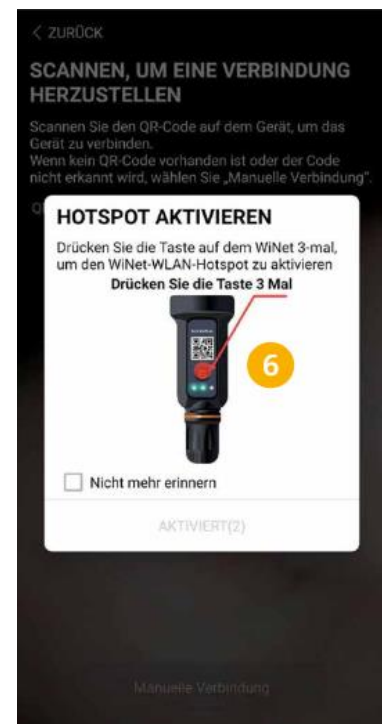 < ZURÜCK
SCANNEN, UM EINE VERBINDUNG
HERZUSTELLEN
Scannen Sie den QR-Code auf dem Gerät, um das
Gerät zu verbinden.
Wenn kein QR-Code vorhanden ist oder der Code
nicht erkannt wird, wählen Sie „Manuelle Verbindung".
HOTSPOT AKTIVIEREN
Drücken Sie die Taste auf dem WiNet 3-mal,
um den WiNet-WLAN-Hotspot zu aktivieren
Drücken Sie die Taste 3 Mal
6
Nicht mehr erinnern
AKTIVIERT(2)
Manuelle Verbindung